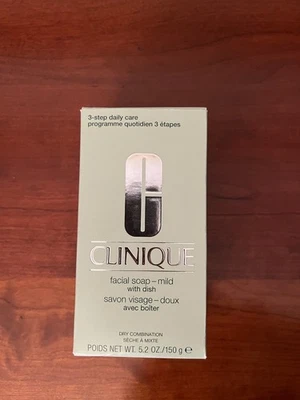 3-step daily care
programme quotidien 3 étapes
CLINIQUE
facial soap – mild
with dish
savon visage – doux
avec boîter
DRY COMBINATION
SÈCHE À MIXTE
POIDS NET WT. 5.2 OZ/150 g ℮